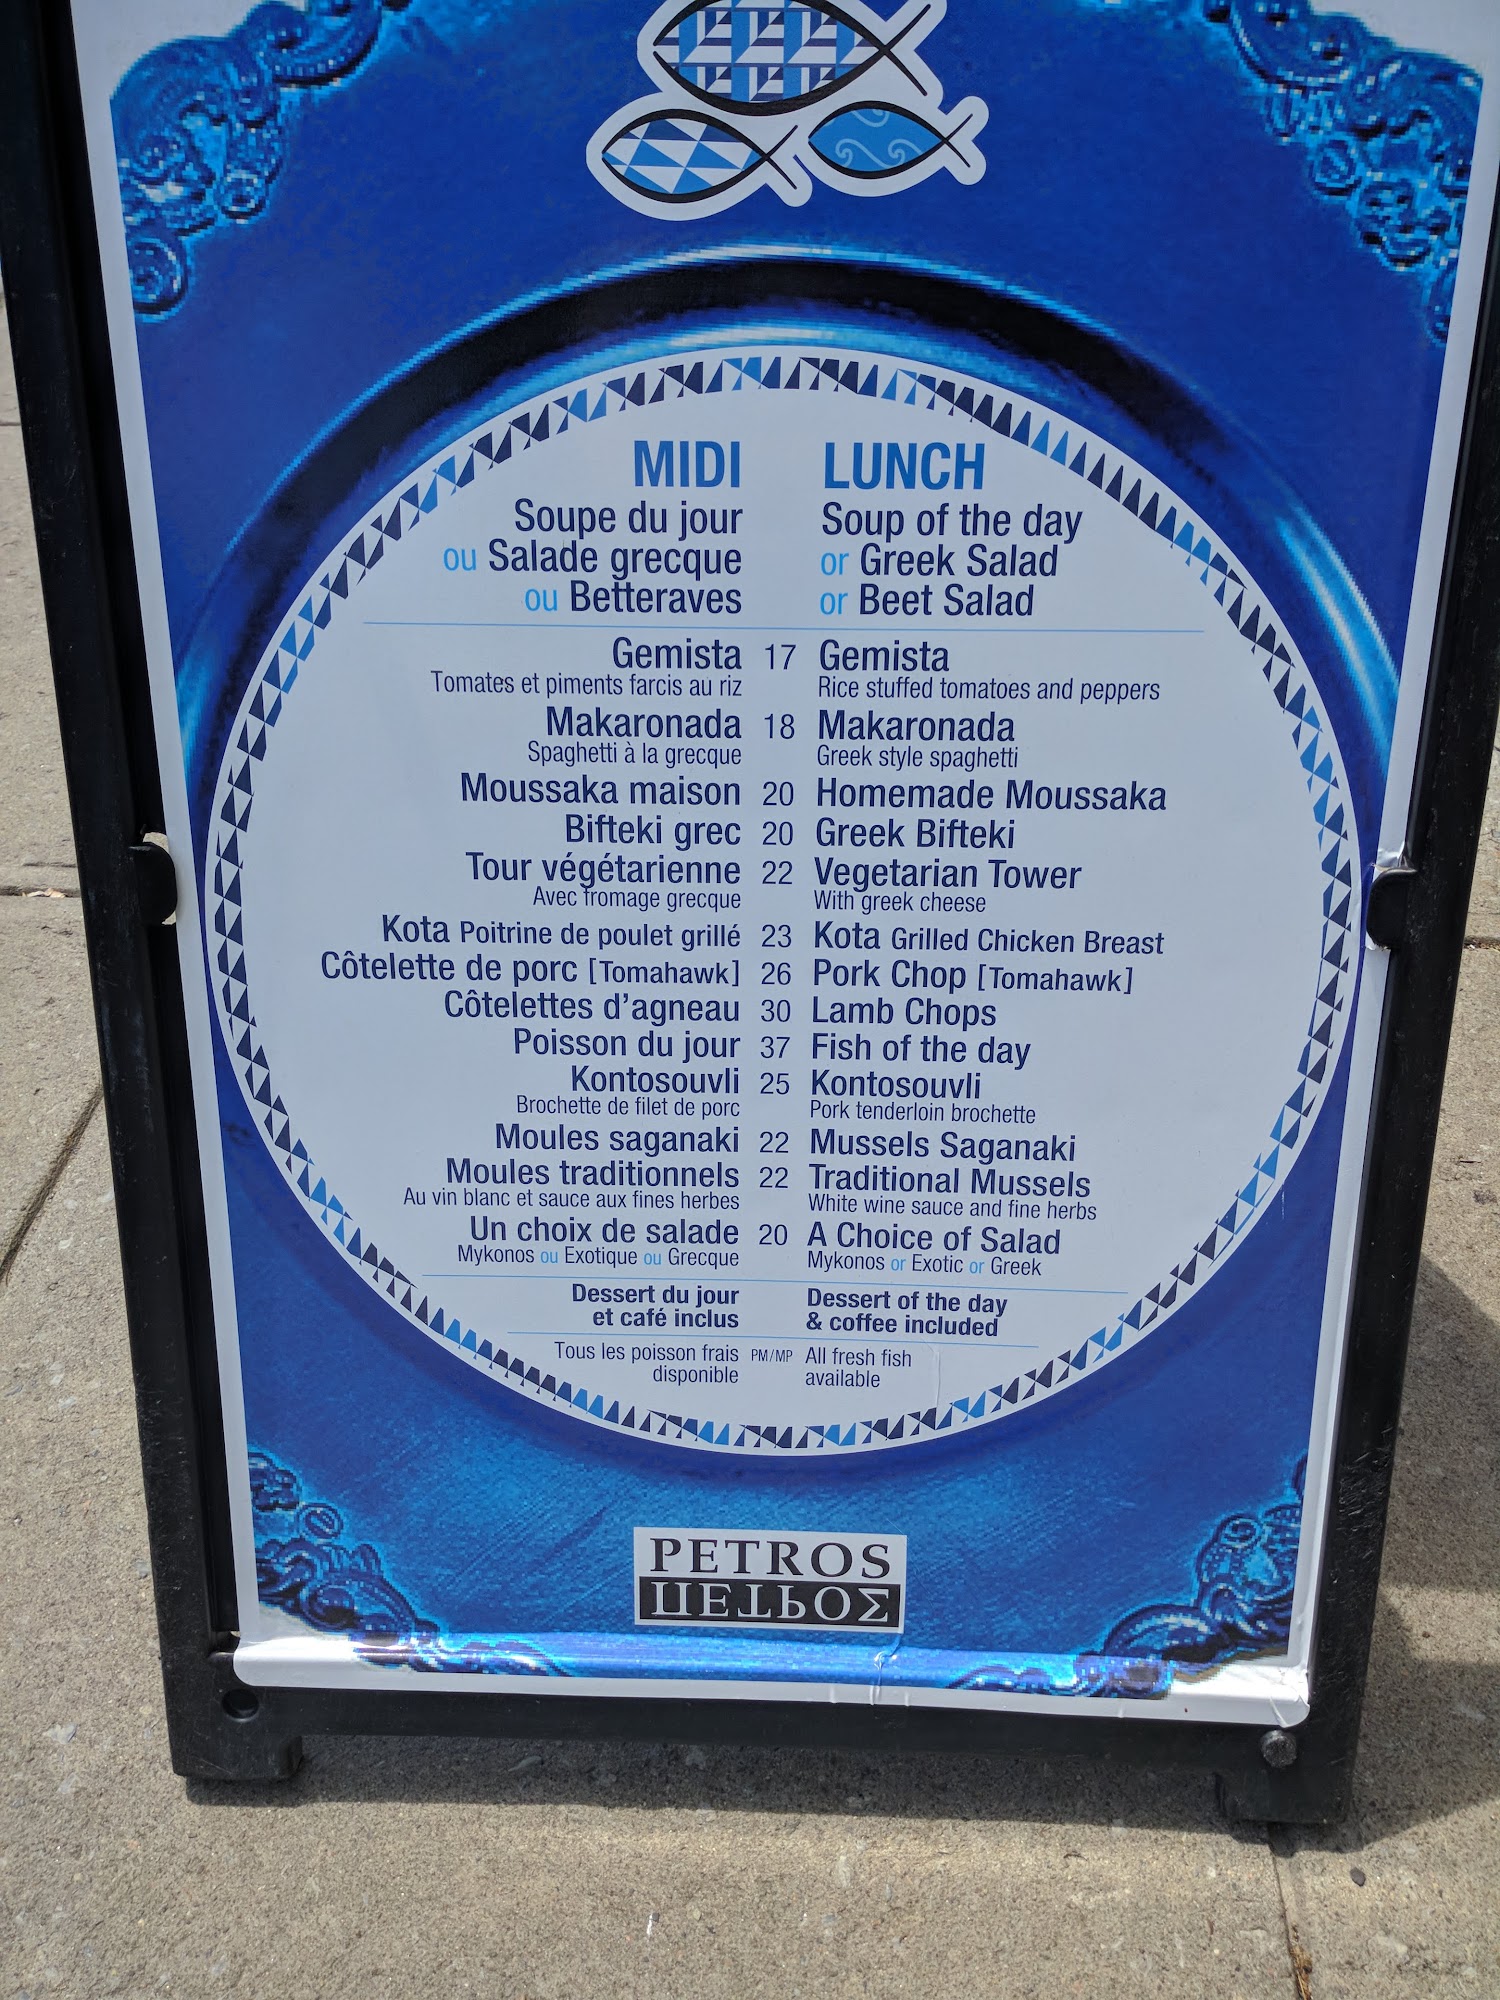 MIDI LUNCH
Soupe du jour Soup of the day
ou Salade grecque or Greek Salad
ou Betteraves or Beet Salad
Gemista 17 Gemista
Tomates et piments farcis au riz Rice stuffed tomatoes and peppers
Makaronada 18 Makaronada
Spaghetti à la grecque Greek style spaghetti
Moussaka maison 20 Homemade Moussaka
Bifteki grec 20 Greek Bifteki
Tour végétarienne 22 Vegetarian Tower
Avec fromage grecque With greek cheese
Kota Poitrine de poulet grillé 23 Kota Grilled Chicken Breast
Côtelette de porc [Tomahawk] 26 Pork Chop [Tomahawk]
Côtelettes d'agneau 30 Lamb Chops
Poisson du jour 37 Fish of the day
Kontosouvli 25 Kontosouvli
Brochette de filet de porc Pork tenderloin brochette
Moules saganaki 22 Mussels Saganaki
Moules traditionnels 22 Traditional Mussels
Au vin blanc et sauce aux fines herbes White wine sauce and fine herbs
Un choix de salade 20 A Choice of Salad
Mykonos ou Exotique ou Grecque Mykonos or Exotic or Greek
Dessert du jour Dessert of the day
et café inclus & coffee included
Tous les poisson frais PM/MP All fresh fish
disponible available
PETROS
ΠΕΤΡΟΣ